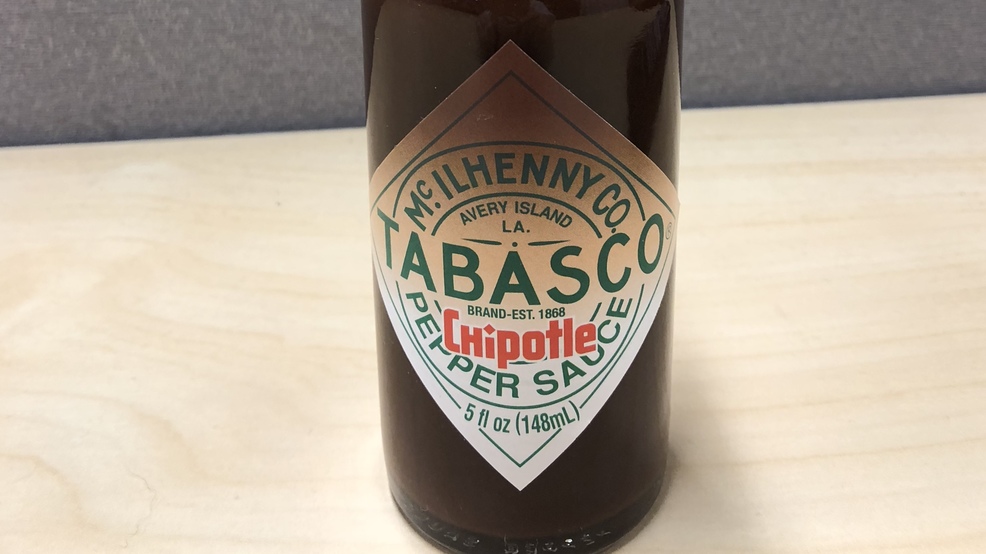 McILHENNY CO.
AVERY ISLAND
LA.
TABASCO®
BRAND-EST. 1868
CHipotle
PEPPER SAUCE
5 fl oz (148mL)